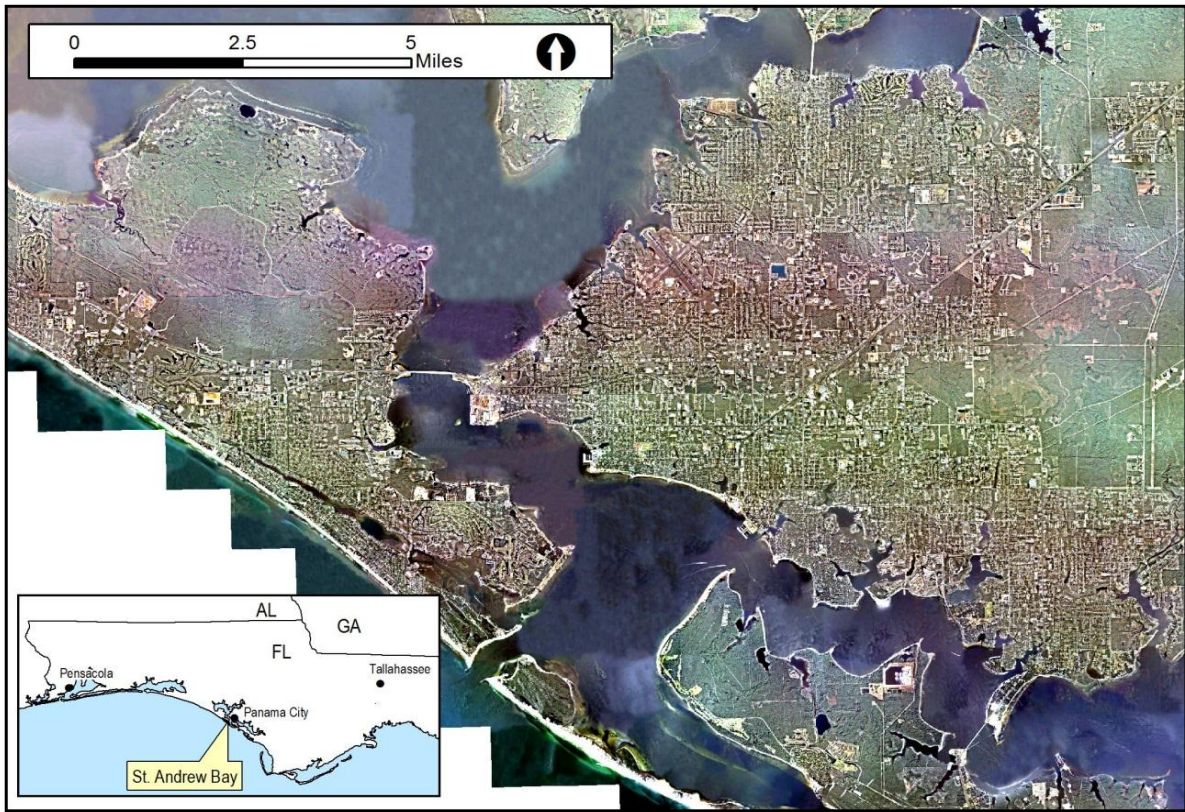 0 2.5 5
Miles
AL
GA
FL
Pensacola
Tallahassee
Panama City
St. Andrew Bay